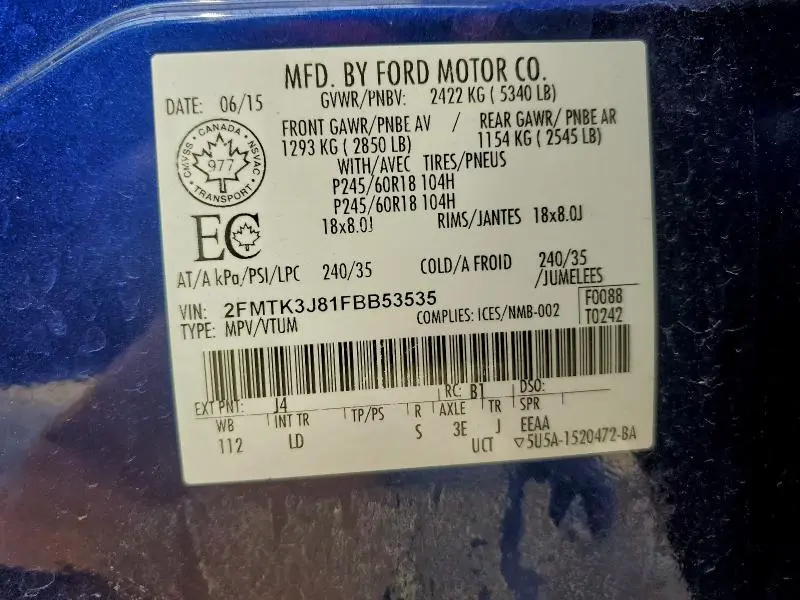 MFD. BY FORD MOTOR CO.
DATE: 06/15
GVWR/PNBV: 2422 KG ( 5340 LB)
FRONT GAWR/PNBE AV / REAR GAWR/ PNBE AR
1293 KG ( 2850 LB) 1154 KG ( 2545 LB)
WITH/AVEC TIRES/PNEUS
P245/60R18 104H
P245/60R18 104H
18x8.0J RIMS/JANTES 18x8.0J
CMVSS · CANADA · NSVAC
977
TRANSPORT
EC
AT/A kPa/PSI/LPC 240/35 COLD/A FROID 240/35
/JUMELEES
VIN: 2FMTK3J81FBB53535
F0088
TYPE: MPV/VTUM COMPLIES: ICES/NMB-002 T0242
RC: B1 DSO:
EXT PNT: J4
WB INT TR TP/PS R AXLE TR SPR
112 LD S 3E J EEAA
UCT ▽5U5A-1520472-BA